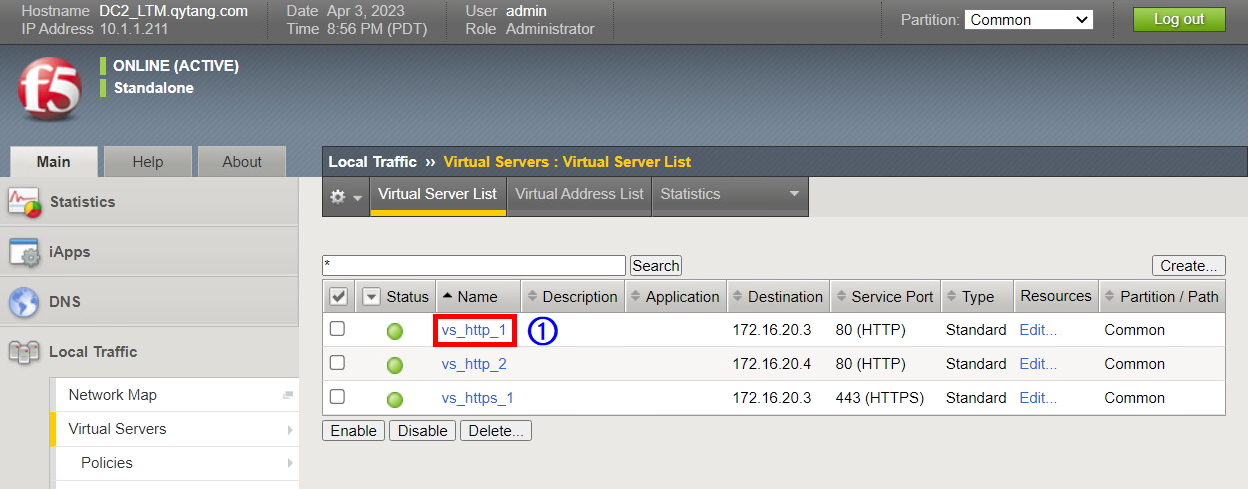 Hostname DC2_LTM.qytang.com Date Apr 3, 2023 User admin
Partition: Common Log out
IP Address 10.1.1.211 Time 8:56 PM (PDT) Role Administrator
f5
ONLINE (ACTIVE)
Standalone
Main Help About
Local Traffic ›› Virtual Servers : Virtual Server List
Virtual Server List Virtual Address List Statistics
Statistics
iApps
DNS
Local Traffic
Network Map
Virtual Servers
Policies
* Search Create...
Status Name Description Application Destination Service Port Type Resources Partition / Path
vs_http_1 ① 172.16.20.3 80 (HTTP) Standard Edit... Common
vs_http_2 172.16.20.4 80 (HTTP) Standard Edit... Common
vs_https_1 172.16.20.3 443 (HTTPS) Standard Edit... Common
Enable Disable Delete...